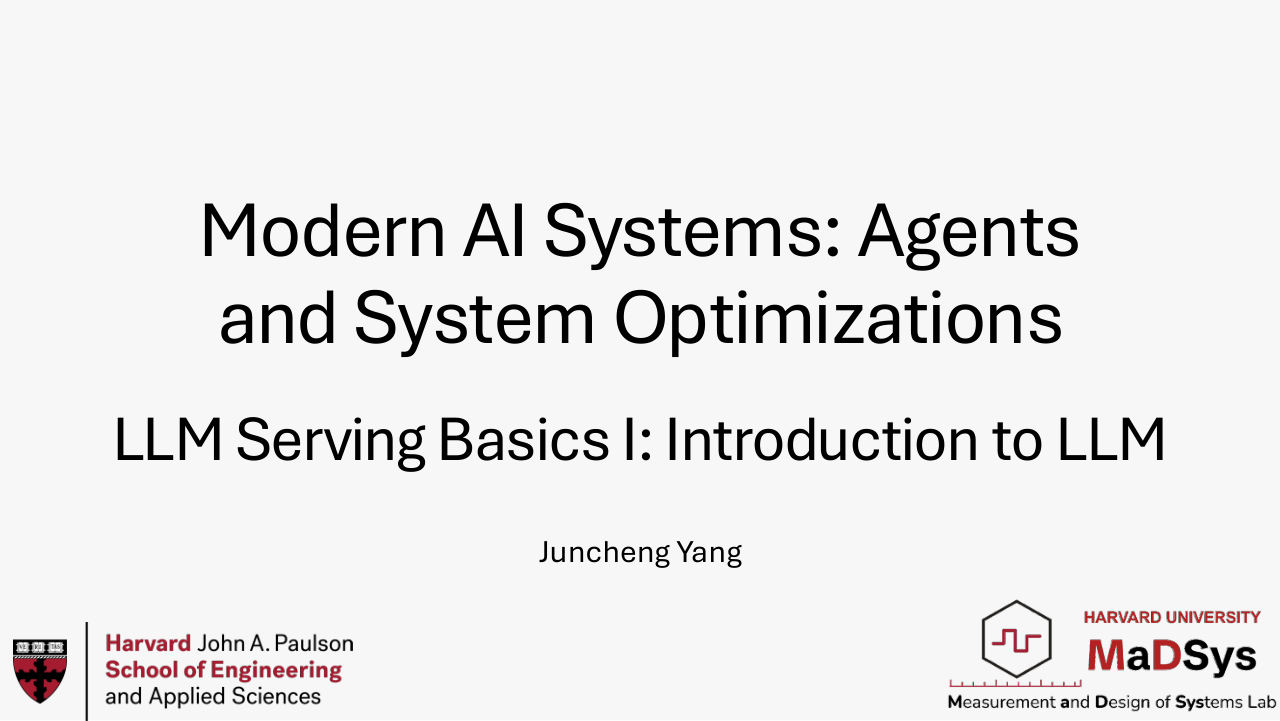 Modern AI Systems: Agents
and System Optimizations
LLM Serving Basics I: Introduction to LLM
Juncheng Yang
Harvard John A. Paulson
School of Engineering
and Applied Sciences
HARVARD UNIVERSITY
MaDSys
Measurement and Design of Systems Lab